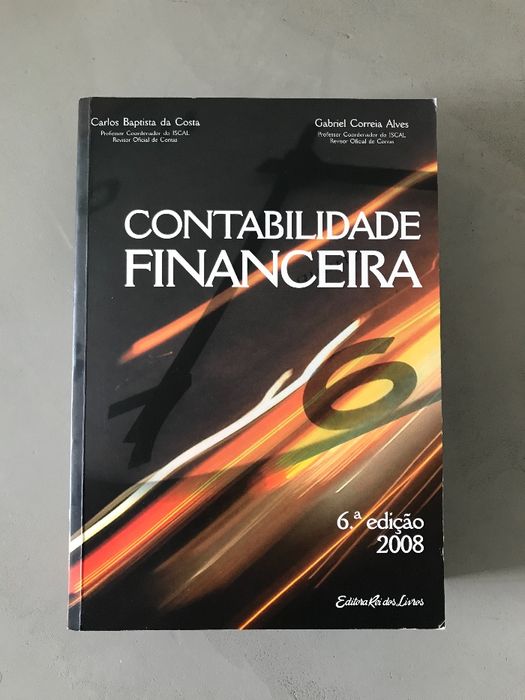 Carlos Baptista da Costa
Professor Coordenador do ISCAL
Revisor Oficial de Contas
Gabriel Correia Alves
Professor Coordenador do ISCAL
Revisor Oficial de Contas
CONTABILIDADE
FINANCEIRA
6
6.ª edição
2008
Editora Rei dos Livros